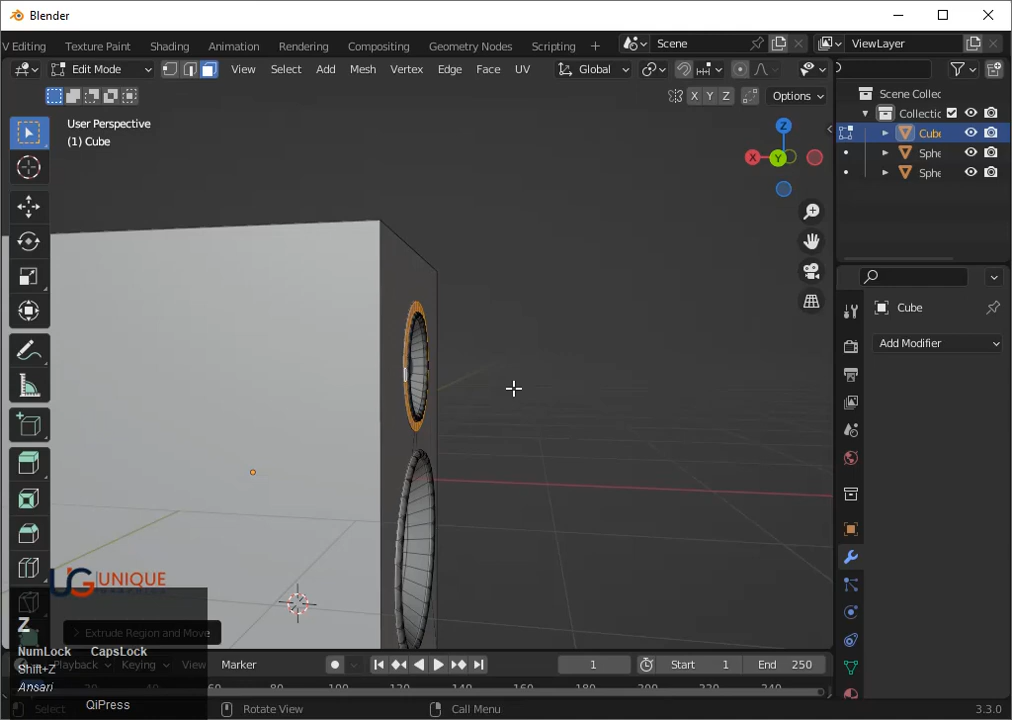 Blender
V Editing Texture Paint Shading Animation Rendering Compositing Geometry Nodes Scripting + Scene ViewLayer
Edit Mode View Select Add Mesh Vertex Edge Face UV Global
X Y Z Options
Scene Collec
Collectic
Cube
Sphe
Sphe
User Perspective
(1) Cube
Z
X
Y
Cube
Add Modifier
UG UNIQUE
Extrude Region and Move
Z
NumLock CapsLock
Shift+Z
Ansari
QiPress
Playback Keying View Marker 1 Start 1 End 250
Select Rotate View Call Menu 3.3.0